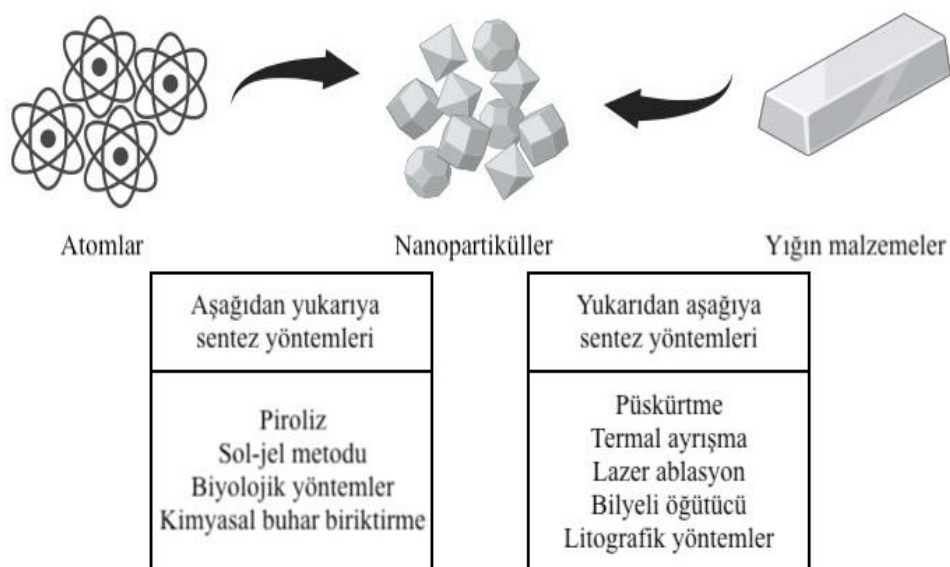 Atomlar
Nanopartiküller
Yığın malzemeler
Aşağıdan yukarıya
sentez yöntemleri
Piroliz
Sol-jel metodu
Biyolojik yöntemler
Kimyasal buhar biriktirme
Yukarıdan aşağıya
sentez yöntemleri
Püskürtme
Termal ayrışma
Lazer ablasyon
Bilyeli öğütücü
Litografik yöntemler